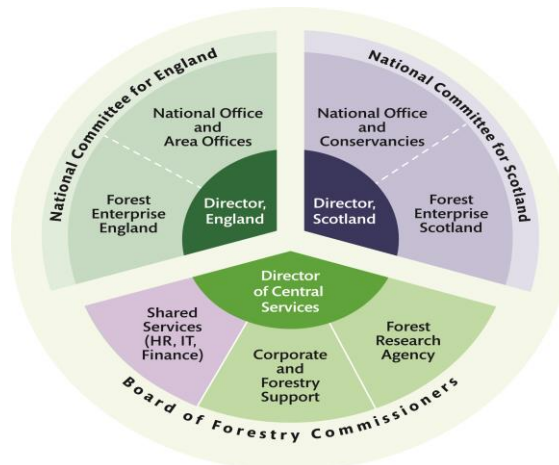 National Committee for England
National Office
and
Area Offices
Forest
Enterprise
England
Director,
England
National Committee for Scotland
National Office
and
Conservancies
Director,
Scotland
Forest
Enterprise
Scotland
Director
of Central
Services
Shared
Services
(HR, IT,
Finance)
Corporate
and
Forestry
Support
Forest
Research
Agency
Board of Forestry Commissioners